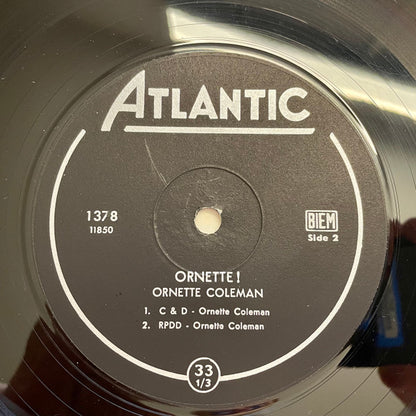 ATLANTIC
1378
11850
BIEM
Side 2
ORNETTE!
ORNETTE COLEMAN
1. C & D - Ornette Coleman
2. RPDD - Ornette Coleman
33
1/3